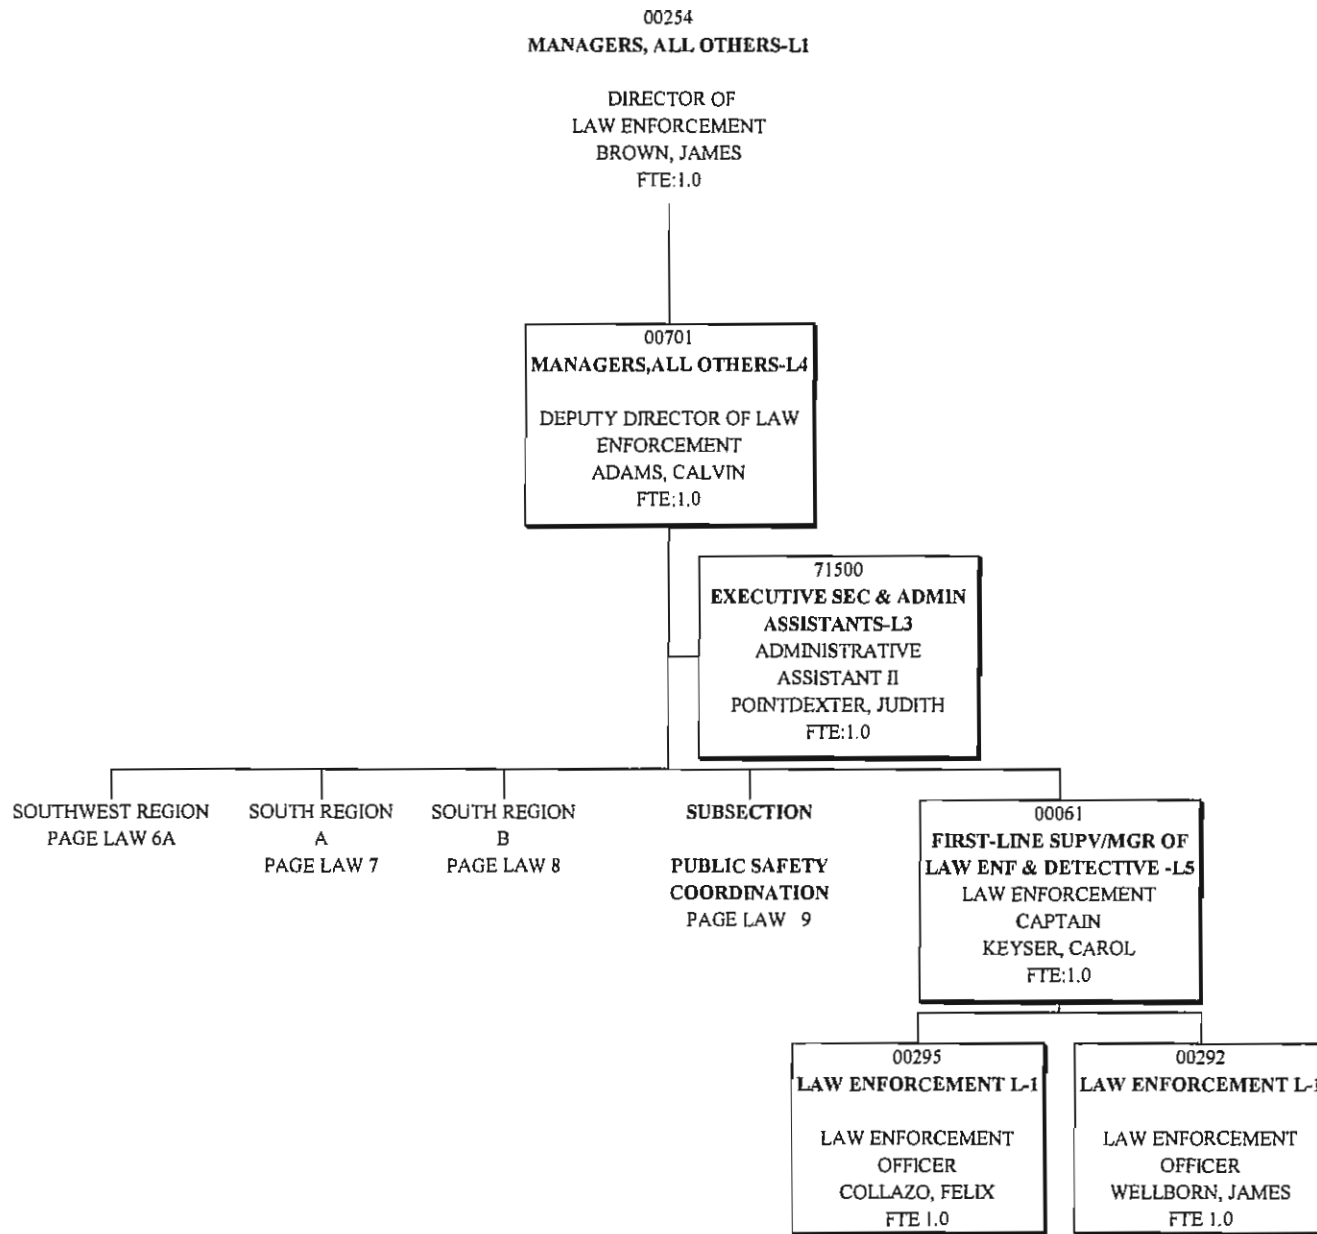 00254
MANAGERS, ALL OTHERS-L1
DIRECTOR OF
LAW ENFORCEMENT
BROWN, JAMES
FTE:1.0
00701
MANAGERS,ALL OTHERS-L4
DEPUTY DIRECTOR OF LAW
ENFORCEMENT
ADAMS, CALVIN
FTE:1.0
71500
EXECUTIVE SEC & ADMIN
ASSISTANTS-L3
ADMINISTRATIVE
ASSISTANT II
POINTDEXTER, JUDITH
FTE:1.0
SOUTHWEST REGION
PAGE LAW 6A
SOUTH REGION
A
PAGE LAW 7
SOUTH REGION
B
PAGE LAW 8
SUBSECTION
PUBLIC SAFETY
COORDINATION
PAGE LAW 9
00061
FIRST-LINE SUPV/MGR OF
LAW ENF & DETECTIVE -L5
LAW ENFORCEMENT
CAPTAIN
KEYSER, CAROL
FTE:1.0
00295
LAW ENFORCEMENT L-1
LAW ENFORCEMENT
OFFICER
COLLAZO, FELIX
FTE 1.0
00292
LAW ENFORCEMENT L-1
LAW ENFORCEMENT
OFFICER
WELLBORN, JAMES
FTE 1.0